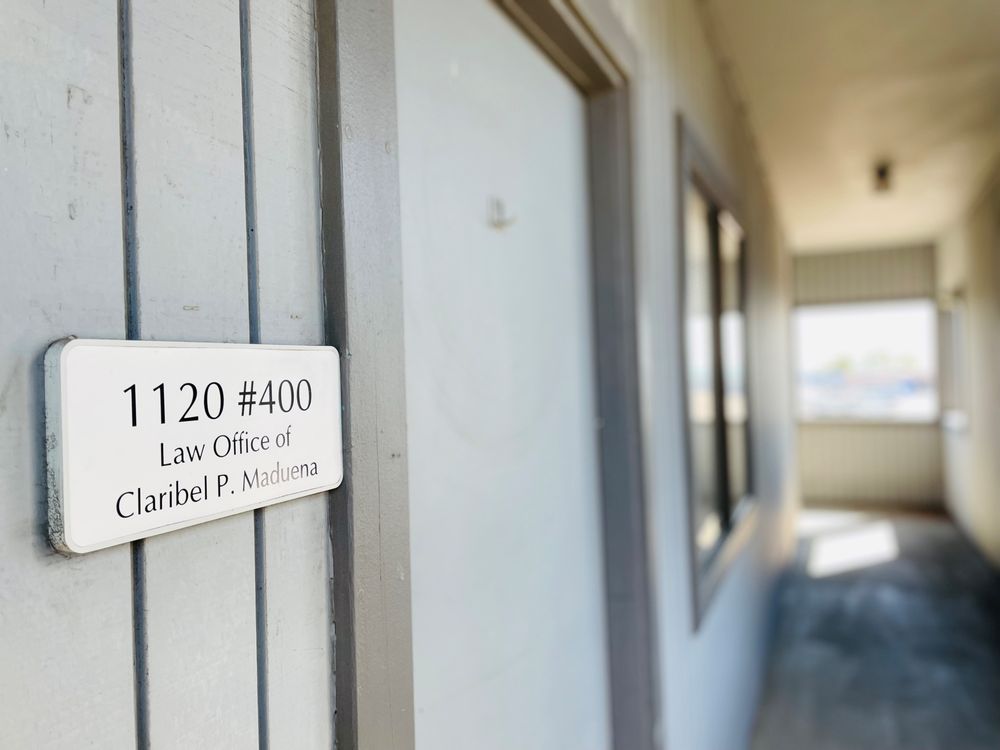 1120 #400
Law Office of
Claribel P. Maduena